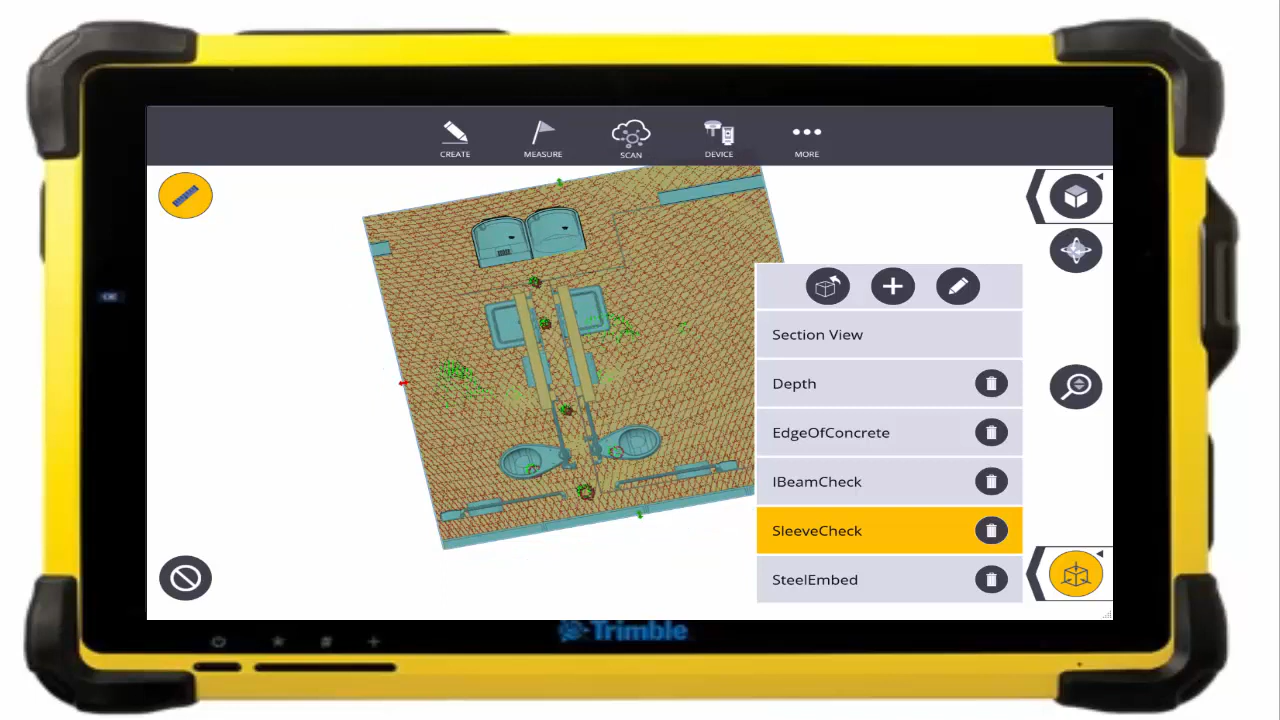 CREATE
MEASURE
SCAN
DEVICE
MORE
Section View
Depth
EdgeOfConcrete
IBeamCheck
SleeveCheck
SteelEmbed
Trimble